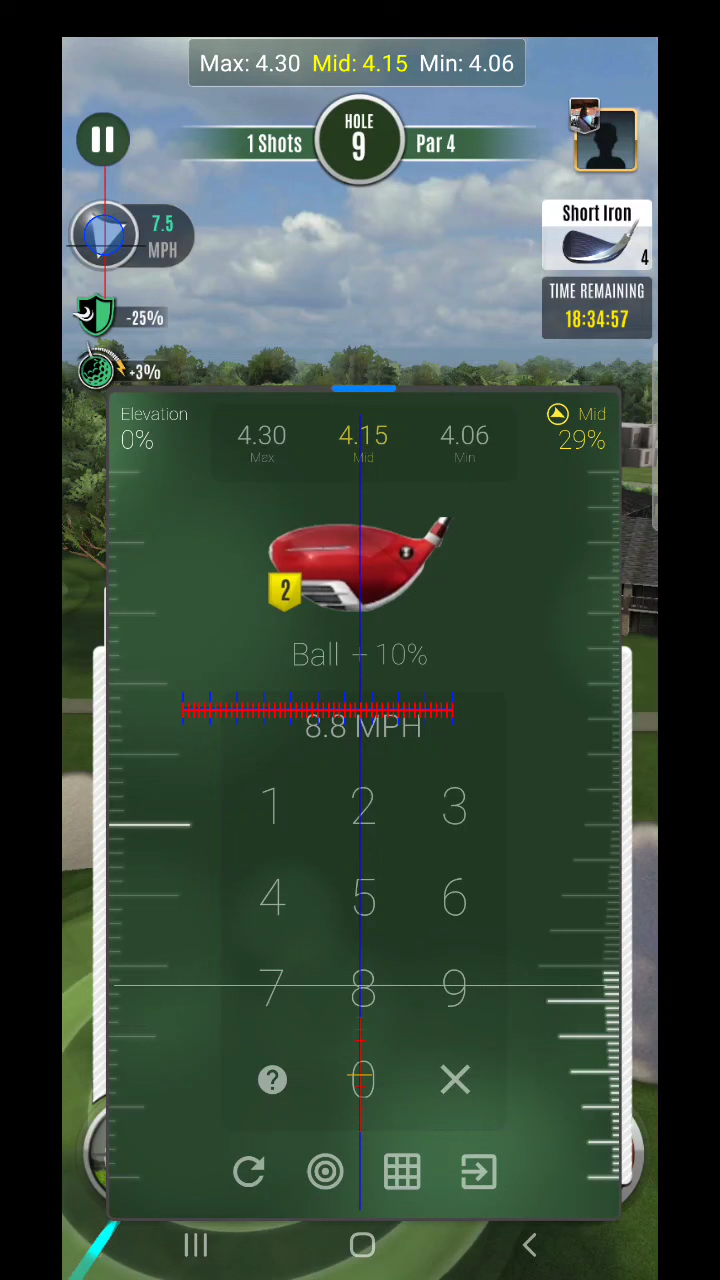 Max: 4.30 Mid: 4.15 Min: 4.06
HOLE
9
1 Shots
Par 4
7.5
MPH
Short Iron
4
TIME REMAINING
18:34:57
-25%
+3%
Elevation
0%
4.30
Max
4.15
Mid
4.06
Min
Mid
29%
2
Ball + 10%
8.8 MPH
1 2 3
4 5 6
7 8 9
? 0